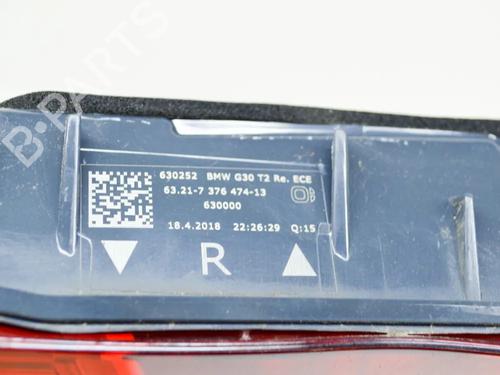 B-PARTS
630252 BMW G30 T2 Re. ECE
63.21-7 376 474-13
630000
18.4.2018 22:26:29 Q:15
R